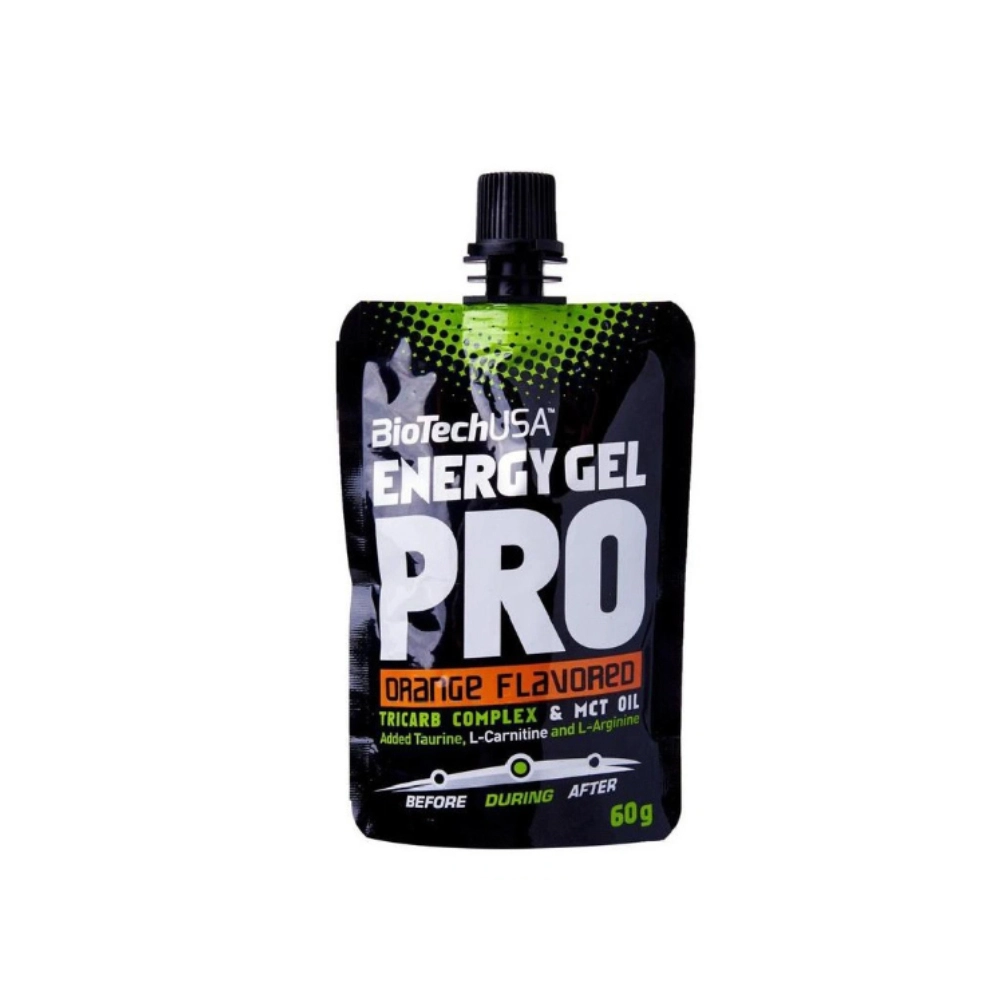 BioTechUSA™
ENERGY GEL
PRO
ORANGE FLAVORED
TRICARB COMPLEX & MCT OIL
Added Taurine, L-Carnitine and L-Arginine
BEFORE DURING AFTER
60g